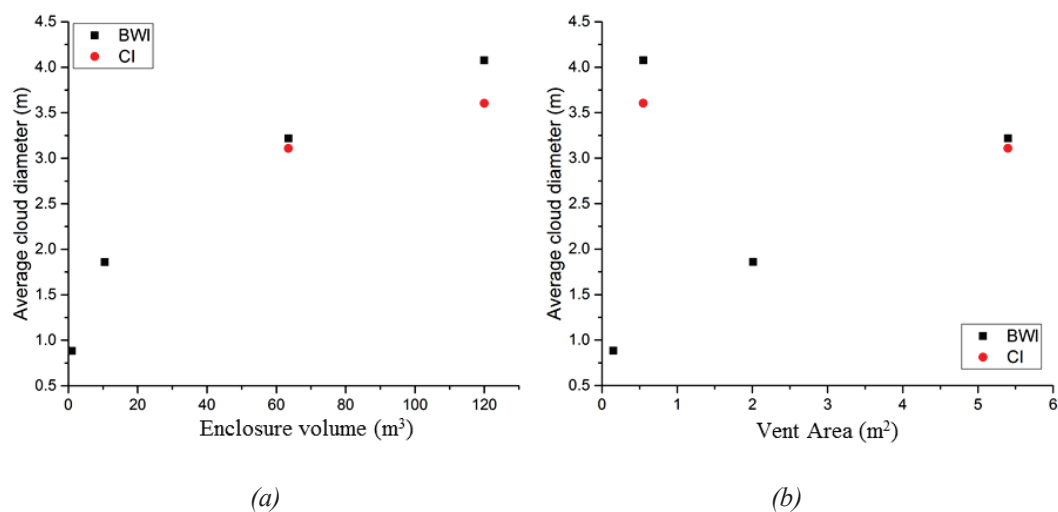 4.5
4.0
3.5
3.0
2.5
2.0
1.5
1.0
0.5
Average cloud diameter (m)
BWI
CI
0 20 40 60 80 100 120
Enclosure volume (m³)
(a)
4.5
4.0
3.5
3.0
2.5
2.0
1.5
1.0
0.5
Average cloud diameter (m)
BWI
CI
0 1 2 3 4 5 6
Vent Area (m²)
(b)